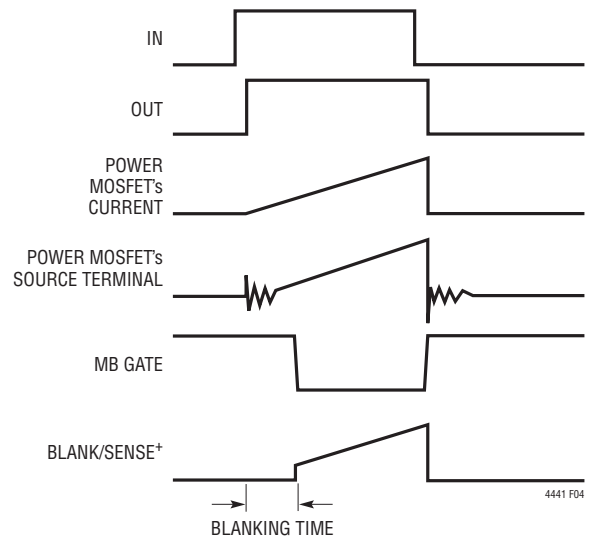 IN
OUT
POWER
MOSFET's
CURRENT
POWER MOSFET's
SOURCE TERMINAL
MB GATE
BLANK/SENSE+
4441 F04
BLANKING TIME